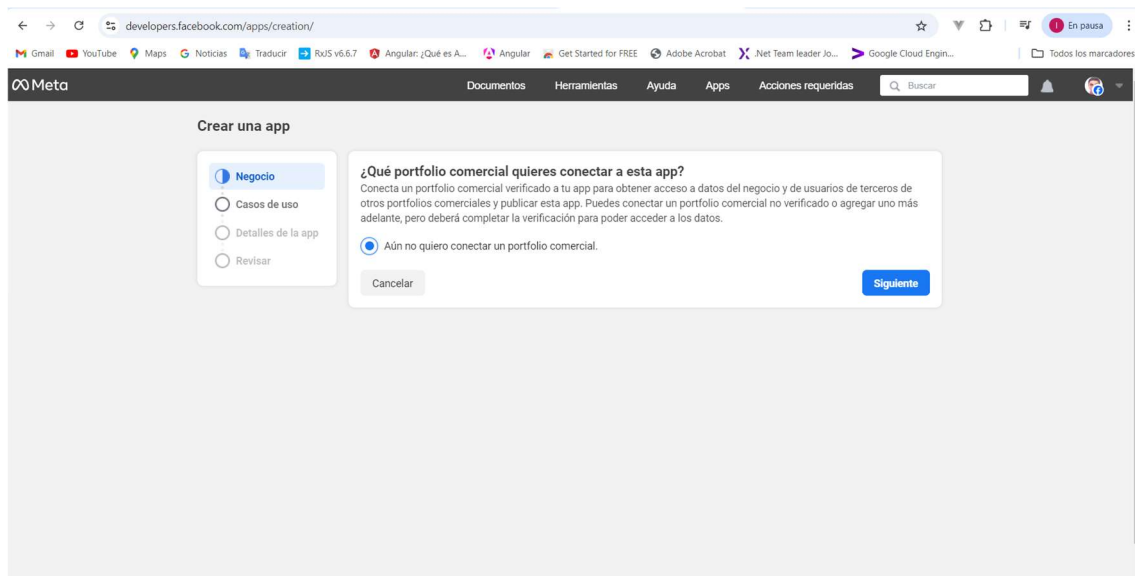 developers.facebook.com/apps/creation/
En pausa
Gmail YouTube Maps Noticias Traducir RxJS v6.6.7 Angular: ¿Qué es A... Angular Get Started for FREE Adobe Acrobat .Net Team leader Jo... Google Cloud Engin... Todos los marcadores
Meta Documentos Herramientas Ayuda Apps Acciones requeridas Buscar
Crear una app
Negocio
Casos de uso
Detalles de la app
Revisar
¿Qué portfolio comercial quieres conectar a esta app?
Conecta un portfolio comercial verificado a tu app para obtener acceso a datos del negocio y de usuarios de terceros de
otros portfolios comerciales y publicar esta app. Puedes conectar un portfolio comercial no verificado o agregar uno más
adelante, pero deberá completar la verificación para poder acceder a los datos.
Aún no quiero conectar un portfolio comercial.
Cancelar Siguiente